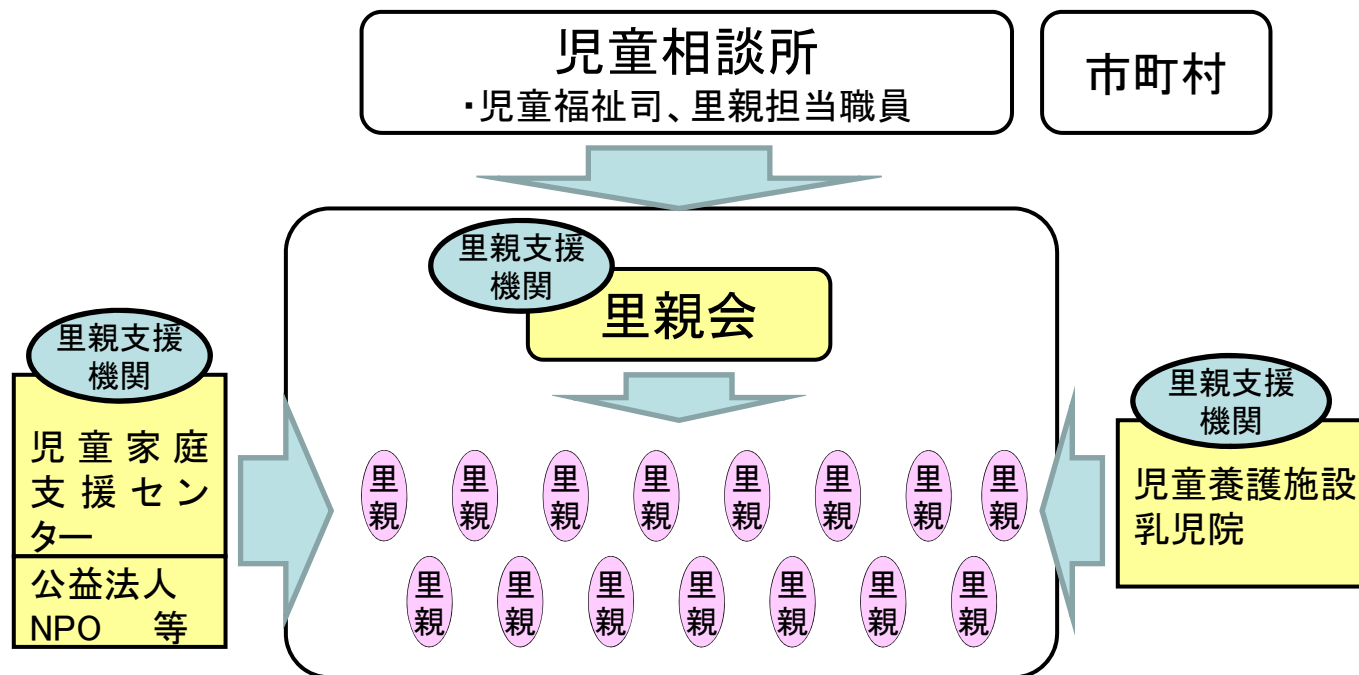 児童相談所
・児童福祉司、里親担当職員
市町村
里親支援
機関
里親会
里親支援
機関
児童家庭
支援セン
ター
公益法人
NPO 等
里親支援
機関
児童養護施設
乳児院
里
親
里
親
里
親
里
親
里
親
里
親
里
親
里
親
里
親
里
親
里
親
里
親
里
親
里
親
里
親